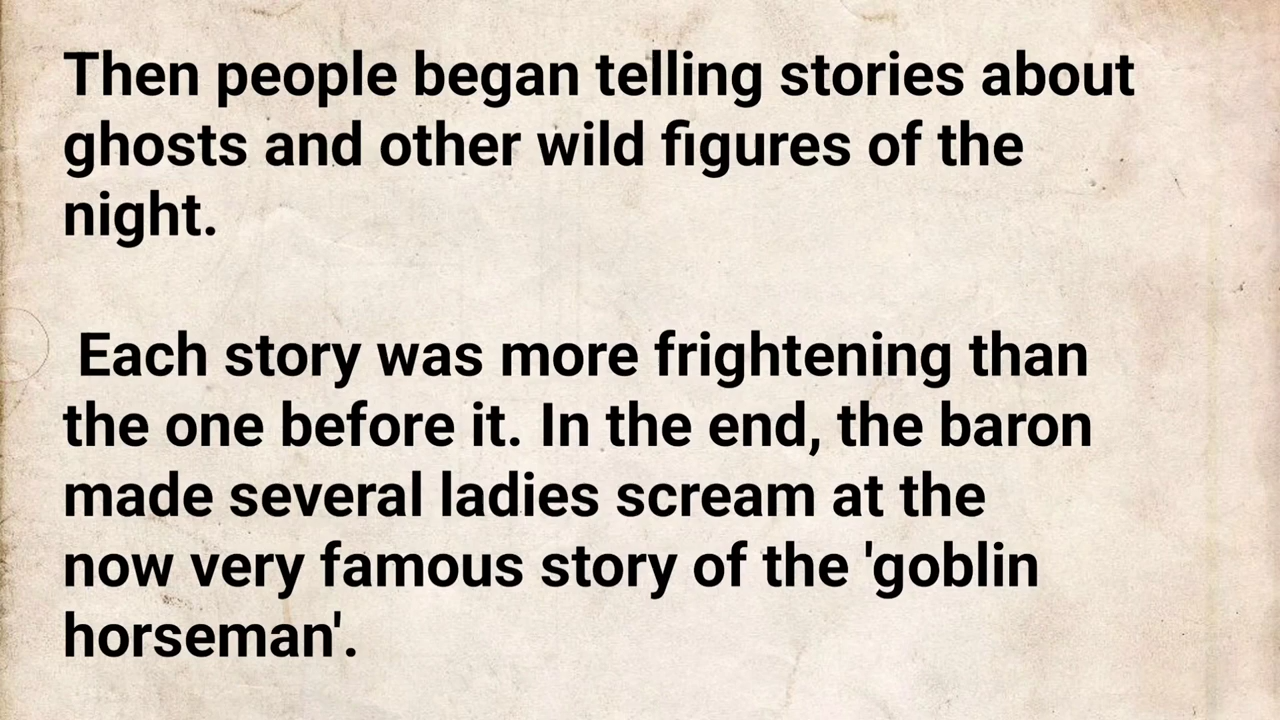 Then people began telling stories about
ghosts and other wild figures of the
night.
Each story was more frightening than
the one before it. In the end, the baron
made several ladies scream at the
now very famous story of the 'goblin
horseman'.